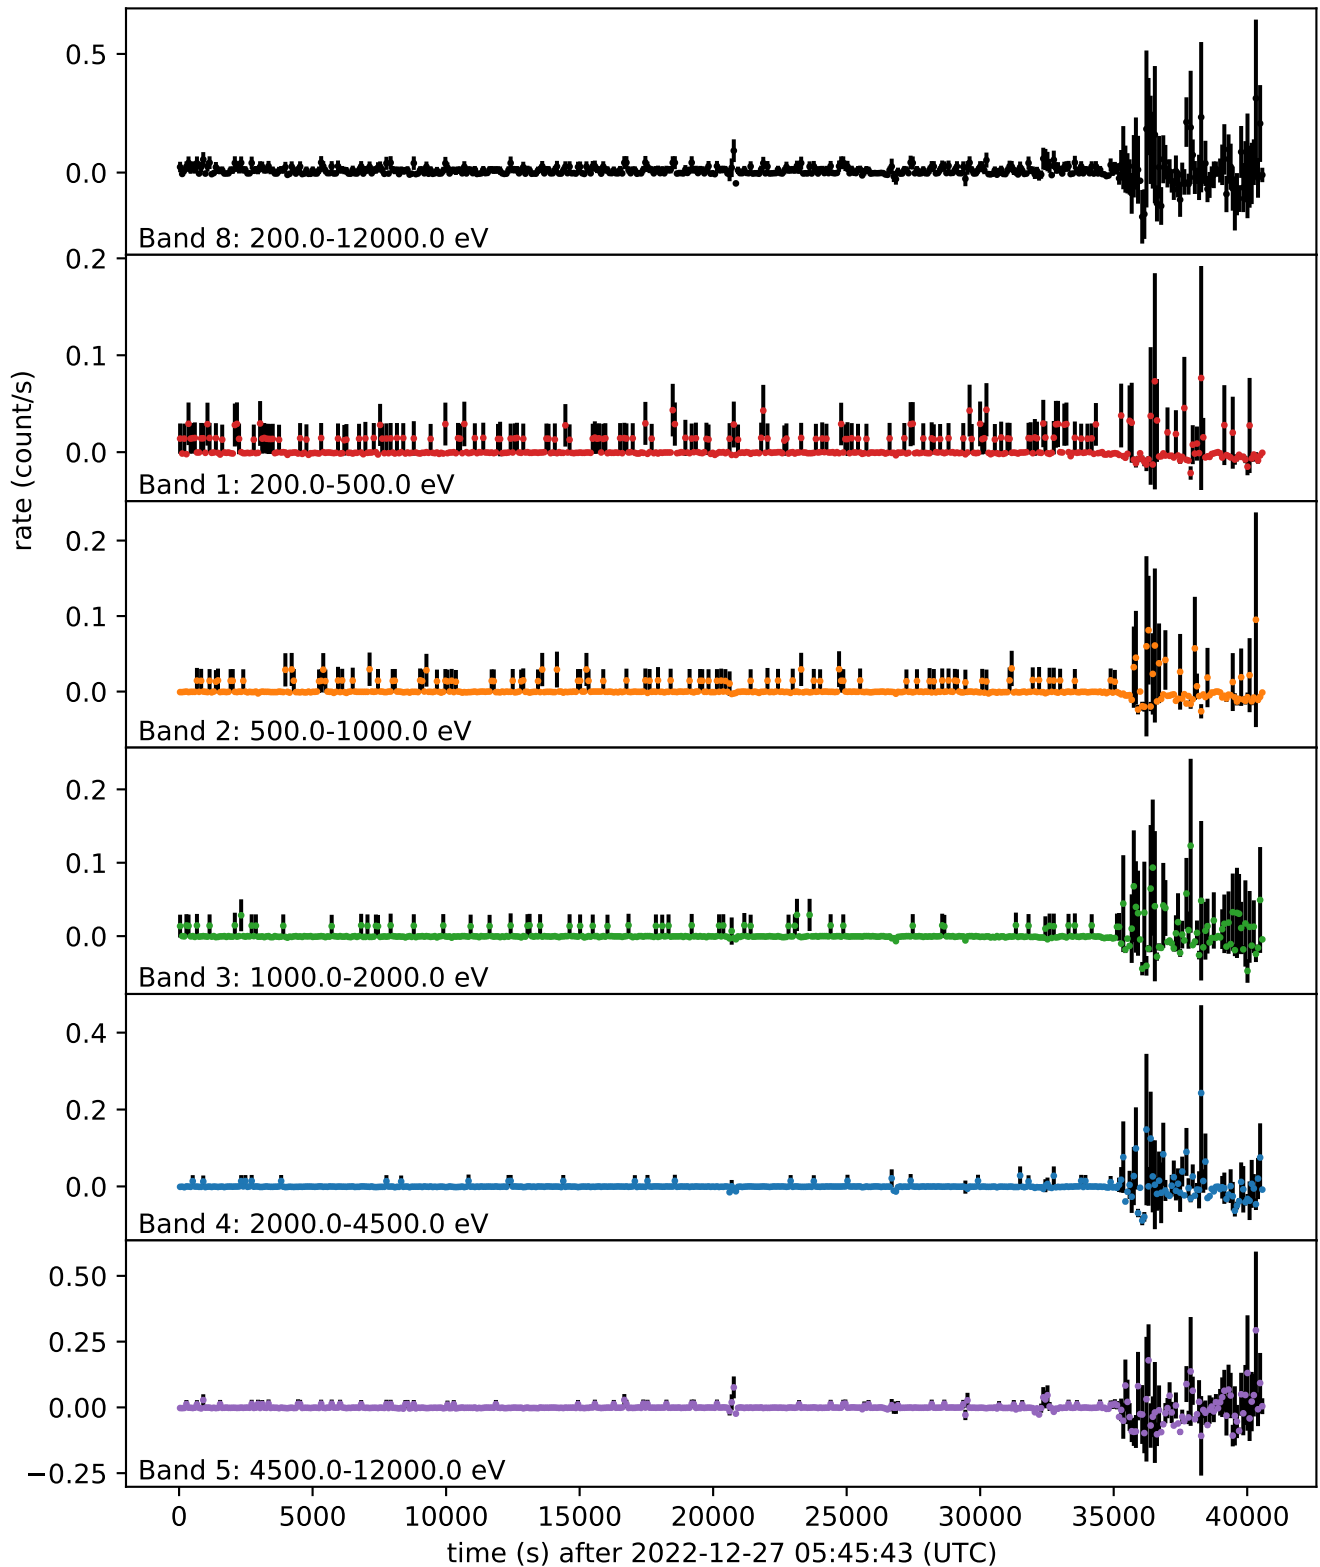 0.5
0.0
Band 8: 200.0-12000.0 eV
0.2
0.1
0.0
Band 1: 200.0-500.0 eV
rate (count/s)
0.2
0.1
0.0
Band 2: 500.0-1000.0 eV
0.2
0.1
0.0
Band 3: 1000.0-2000.0 eV
0.4
0.2
0.0
Band 4: 2000.0-4500.0 eV
0.50
0.25
0.00
−0.25
Band 5: 4500.0-12000.0 eV
0 5000 10000 15000 20000 25000 30000 35000 40000
time (s) after 2022-12-27 05:45:43 (UTC)